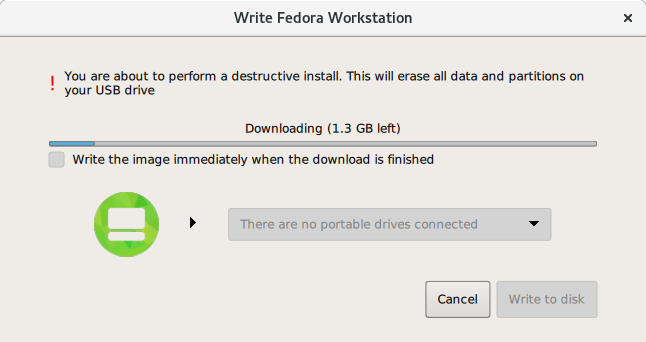 Write Fedora Workstation
You are about to perform a destructive install. This will erase all data and partitions on
your USB drive
Downloading (1.3 GB left)
Write the image immediately when the download is finished
There are no portable drives connected
Cancel
Write to disk